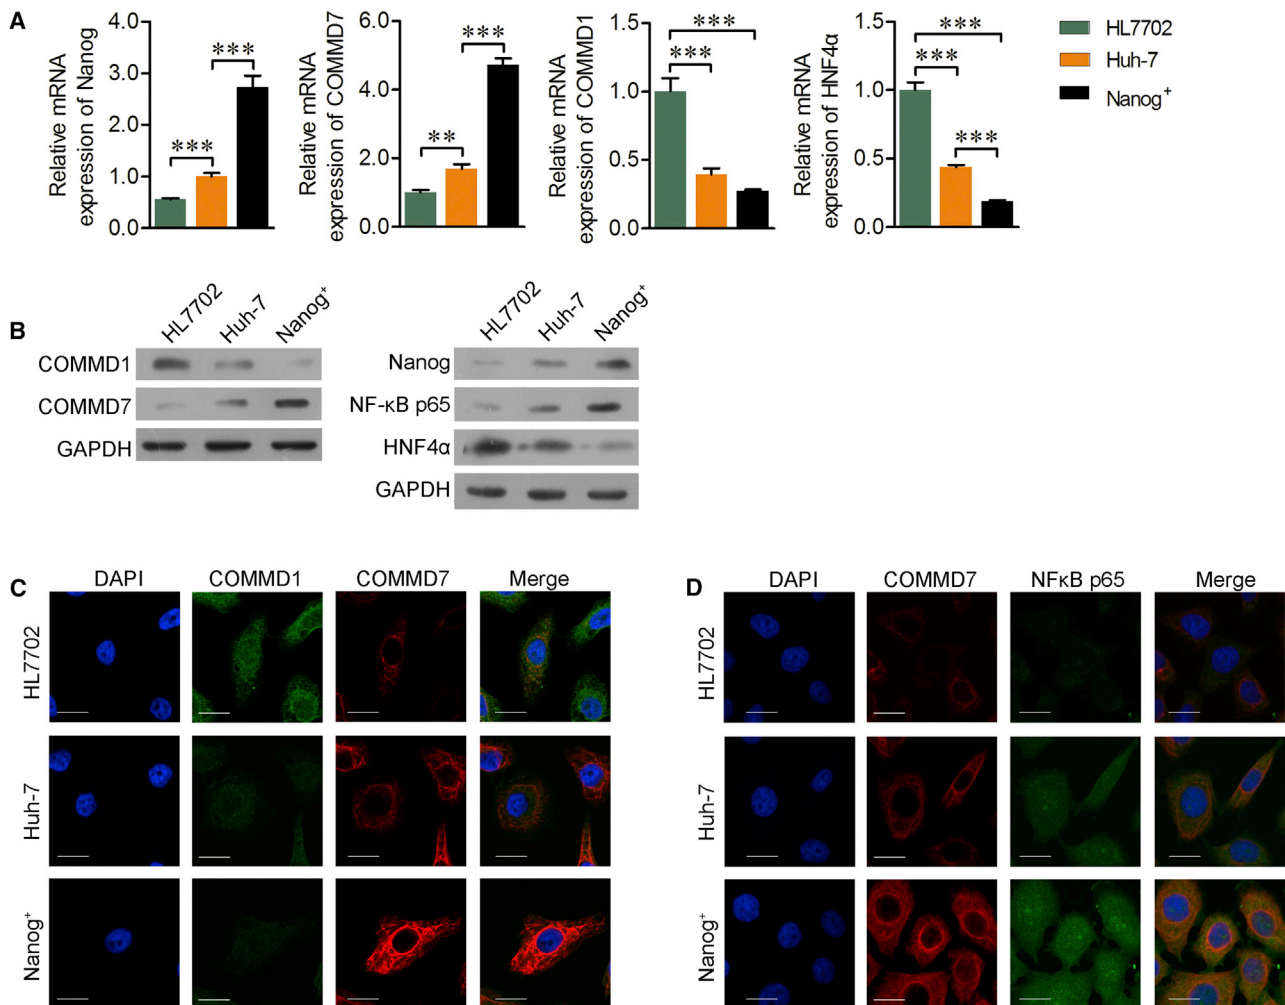 A
Relative mRNA
expression of Nanog
4.0
3.0
2.0
1.0
0.0
***
***
Relative mRNA
expression of COMMD7
6.0
4.0
2.0
0.0
**
***
Relative mRNA
expression of COMMD1
1.5
1.0
0.5
0.0
***
***
Relative mRNA
expression of HNF4α
1.5
1.0
0.5
0.0
***
***
***
HL7702
Huh-7
Nanog⁺
B
HL7702 Huh-7 Nanog⁺
COMMD1
COMMD7
GAPDH
HL7702 Huh-7 Nanog⁺
Nanog
NF-κB p65
HNF4α
GAPDH
C
DAPI COMMD1 COMMD7 Merge
HL7702
Huh-7
Nanog⁺
D
DAPI COMMD7 NFκB p65 Merge
HL7702
Huh-7
Nanog⁺